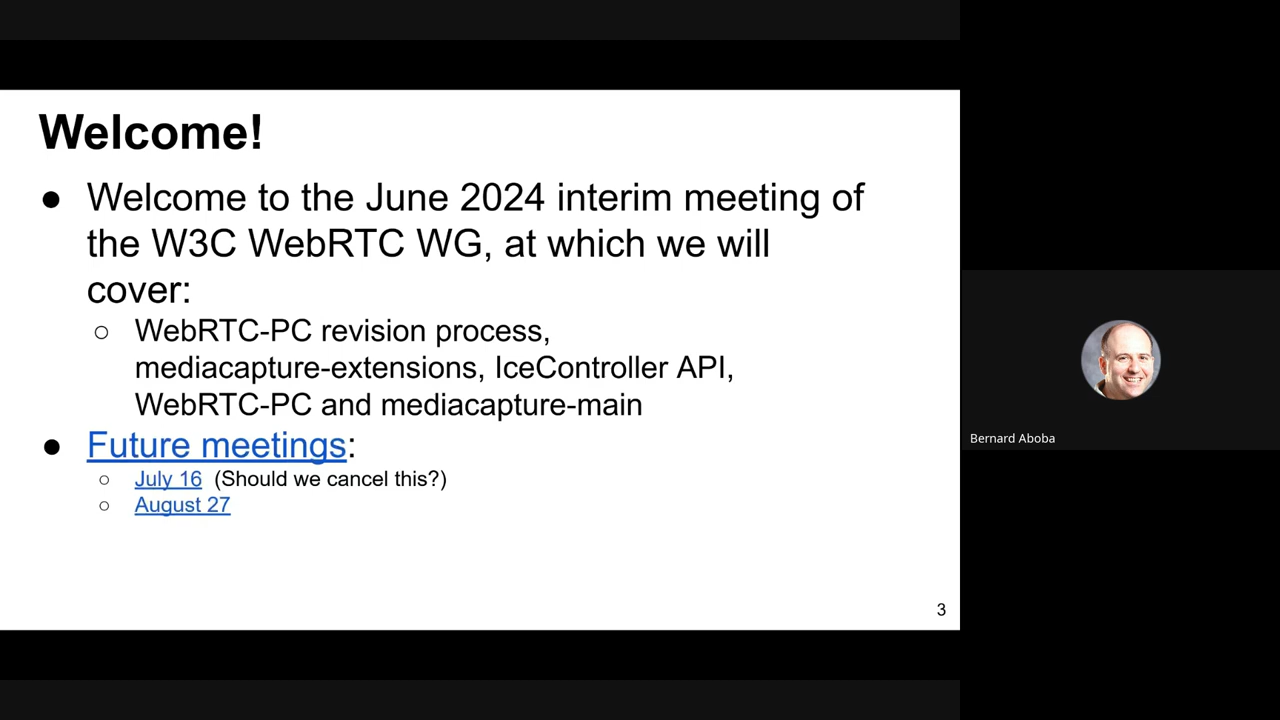 Welcome!
● Welcome to the June 2024 interim meeting of
the W3C WebRTC WG, at which we will
cover:
○ WebRTC-PC revision process,
mediacapture-extensions, IceController API,
WebRTC-PC and mediacapture-main
● Future meetings:
○ July 16 (Should we cancel this?)
○ August 27
3
Bernard Aboba